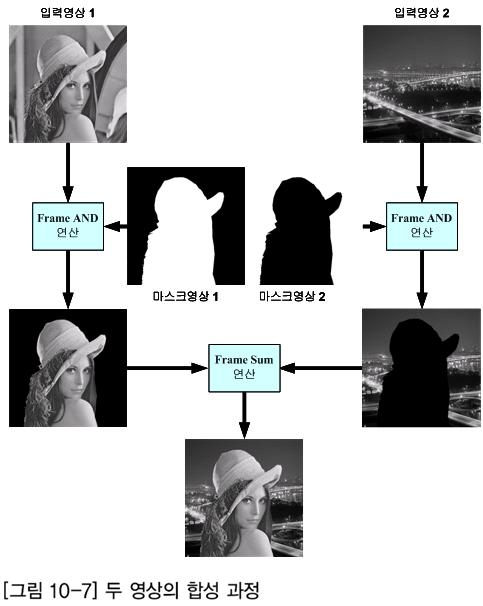 입력영상 1
입력영상 2
Frame AND
연산
Frame AND
연산
마스크영상 1
마스크영상 2
Frame Sum
연산
[그림 10-7] 두 영상의 합성 과정